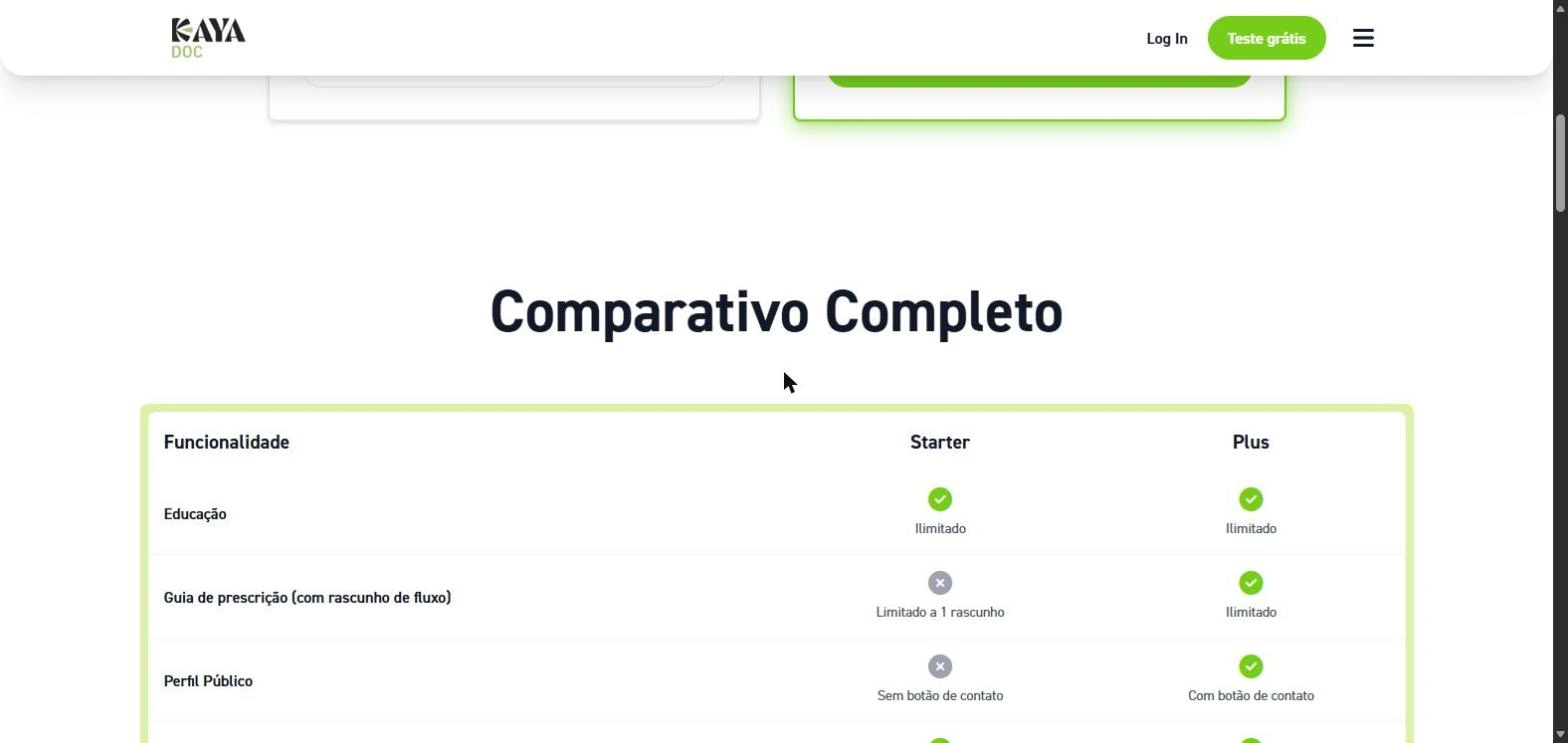 KAYA
DOC
Log In
Teste grátis
Comparativo Completo
Funcionalidade
Starter
Plus
Educação
Ilimitado
Ilimitado
Guia de prescrição (com rascunho de fluxo)
Limitado a 1 rascunho
Ilimitado
Perfil Público
Sem botão de contato
Com botão de contato